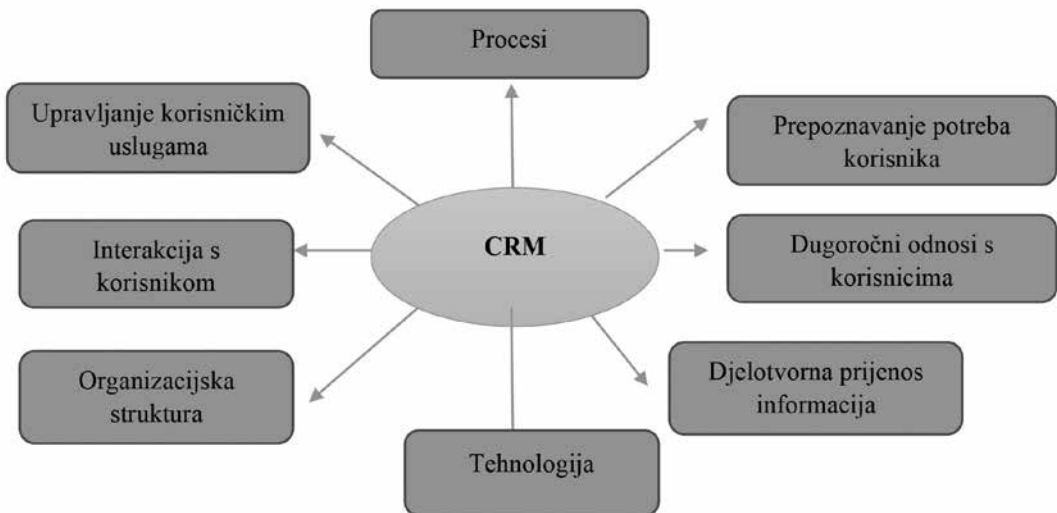 Procesi
Upravljanje korisničkim
uslugama
Prepoznavanje potreba
korisnika
Interakcija s
korisnikom
CRM
Dugoročni odnosi s
korisnicima
Organizacijska
struktura
Djelotvorna prijenos
informacija
Tehnologija